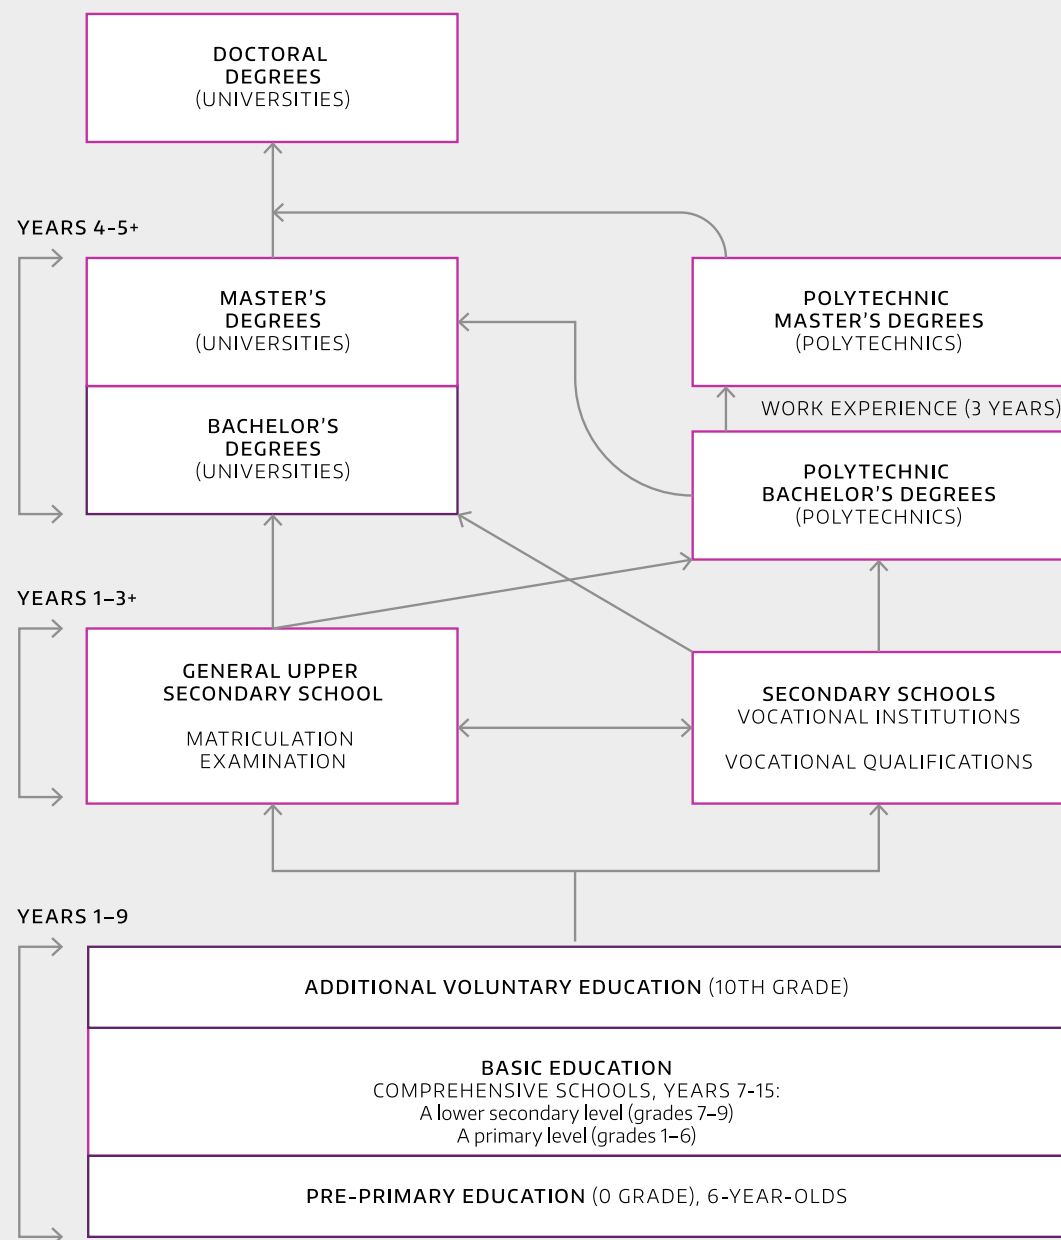 DOCTORAL
DEGREES
(UNIVERSITIES)
YEARS 4-5+
MASTER'S
DEGREES
(UNIVERSITIES)
POLYTECHNIC
MASTER'S DEGREES
(POLYTECHNICS)
WORK EXPERIENCE (3 YEARS)
BACHELOR'S
DEGREES
(UNIVERSITIES)
POLYTECHNIC
BACHELOR'S DEGREES
(POLYTECHNICS)
YEARS 1–3+
GENERAL UPPER
SECONDARY SCHOOL
MATRICULATION
EXAMINATION
SECONDARY SCHOOLS
VOCATIONAL INSTITUTIONS
VOCATIONAL QUALIFICATIONS
YEARS 1–9
ADDITIONAL VOLUNTARY EDUCATION (10TH GRADE)
BASIC EDUCATION
COMPREHENSIVE SCHOOLS, YEARS 7-15:
A lower secondary level (grades 7–9)
A primary level (grades 1–6)
PRE-PRIMARY EDUCATION (0 GRADE), 6-YEAR-OLDS